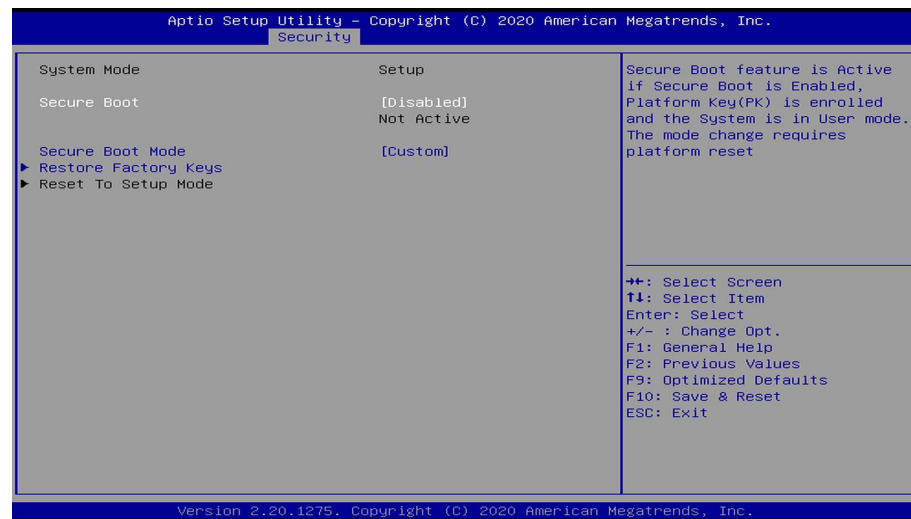 Aptio Setup Utility – Copyright (C) 2020 American Megatrends, Inc.
Security
System Mode Setup
Secure Boot [Disabled]
Not Active
Secure Boot Mode [Custom]
▶ Restore Factory Keys
▶ Reset To Setup Mode
Secure Boot feature is Active
if Secure Boot is Enabled,
Platform Key(PK) is enrolled
and the System is in User mode.
The mode change requires
platform reset
→←: Select Screen
↑↓: Select Item
Enter: Select
+/- : Change Opt.
F1: General Help
F2: Previous Values
F9: Optimized Defaults
F10: Save & Reset
ESC: Exit
Version 2.20.1275. Copyright (C) 2020 American Megatrends, Inc.